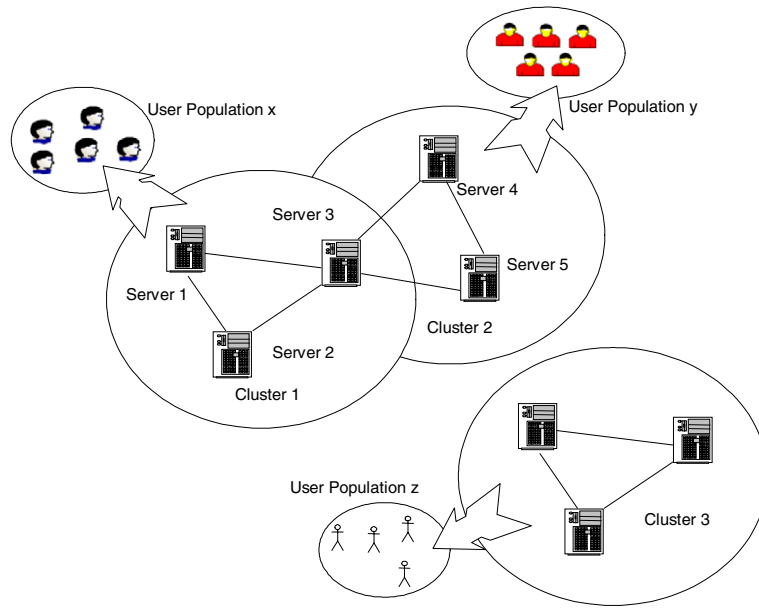 User Population x
User Population y
Server 4
Server 3
Server 5
Server 1
Cluster 2
Server 2
Cluster 1
User Population z
Cluster 3